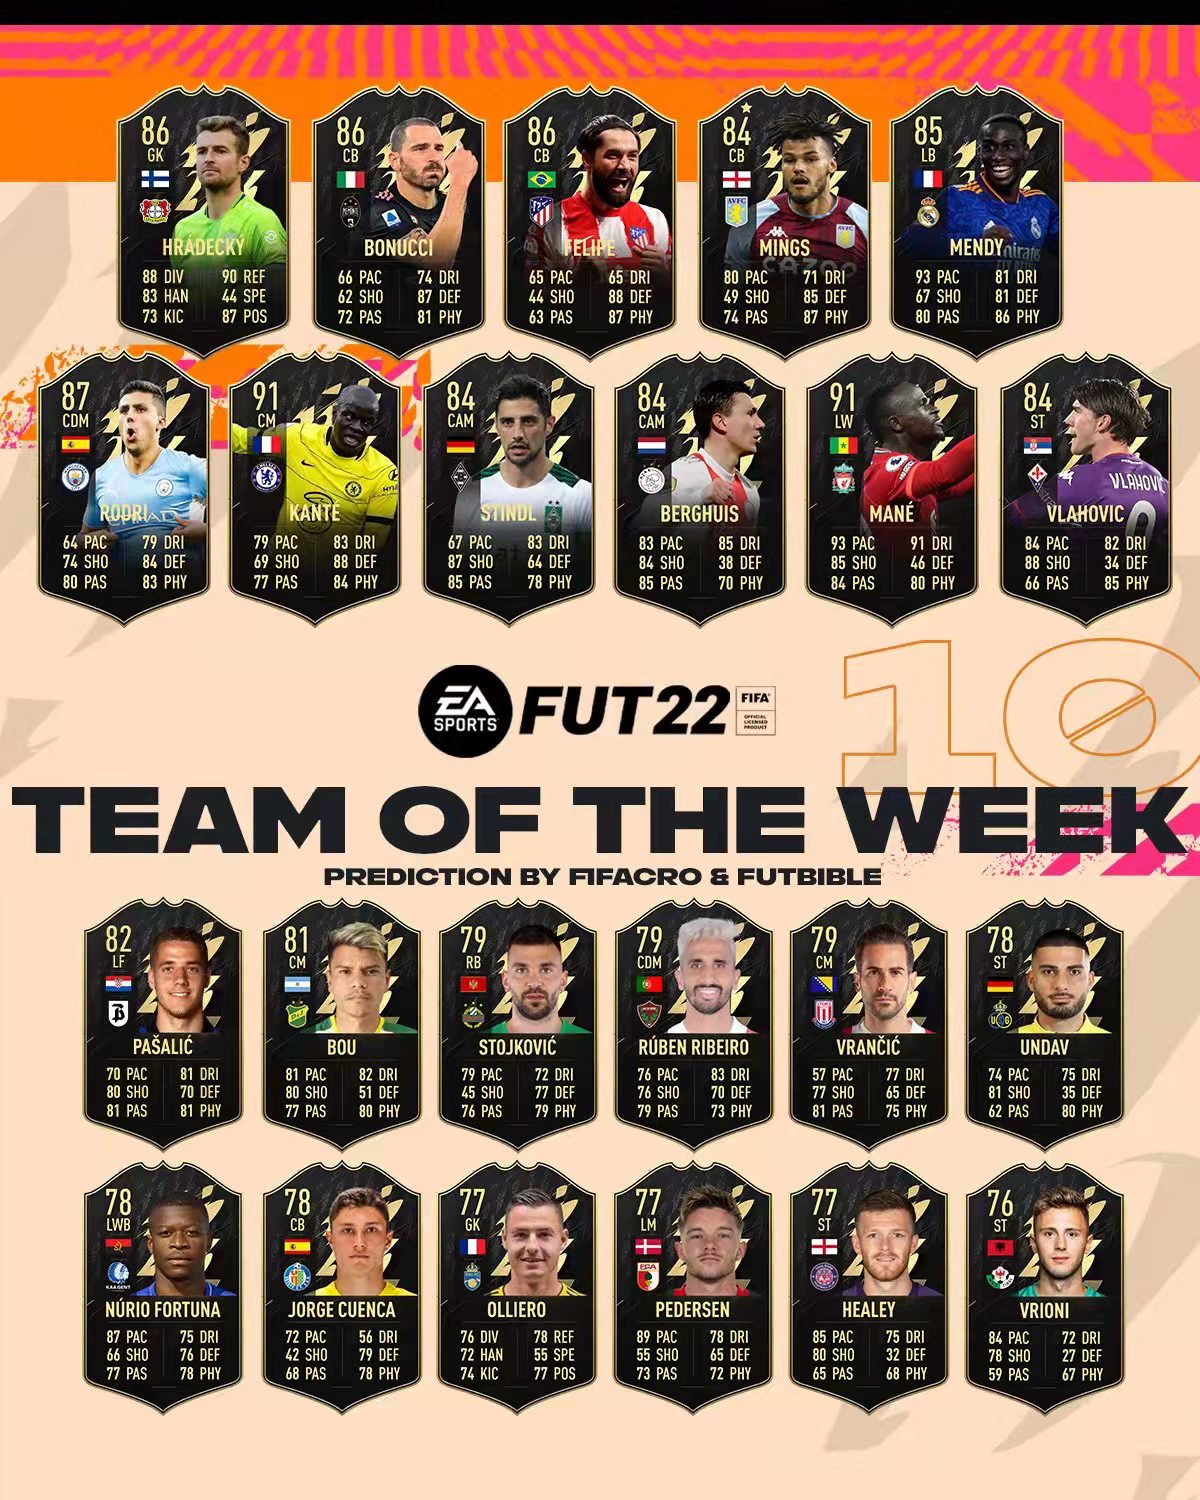 86 GK
HRÁDECKÝ
88 DIV 90 REF
83 HAN 44 SPE
73 KIC 87 POS
86 CB
BONUCCI
66 PAC 74 DRI
62 SHO 87 DEF
72 PAS 81 PHY
86 CB
FELIPE
65 PAC 65 DRI
44 SHO 88 DEF
63 PAS 87 PHY
84 CB
AVFC
MINGS
80 PAC 71 DRI
49 SHO 85 DEF
74 PAS 87 PHY
85 LB
MENDY
93 PAC 81 DRI
67 SHO 81 DEF
80 PAS 86 PHY
87 CDM
RODRI
64 PAC 79 DRI
74 SHO 84 DEF
80 PAS 83 PHY
91 CM
KANTÉ
79 PAC 83 DRI
69 SHO 88 DEF
77 PAS 84 PHY
84 CAM
STINDL
67 PAC 83 DRI
87 SHO 64 DEF
85 PAS 78 PHY
84 CAM
BERGHUIS
83 PAC 85 DRI
84 SHO 38 DEF
85 PAS 70 PHY
91 LW
MANÉ
93 PAC 91 DRI
85 SHO 46 DEF
84 PAS 80 PHY
84 ST
VLAHOVIC
84 PAC 82 DRI
88 SHO 34 DEF
66 PAS 85 PHY
10
EA SPORTS FUT22 FIFA OFFICIAL LICENSED PRODUCT
TEAM OF THE WEEK
PREDICTION BY FIFACRO & FUTBIBLE
82 LF
PAŠALIĆ
70 PAC 81 DRI
80 SHO 70 DEF
81 PAS 81 PHY
81 CM
BOU
81 PAC 82 DRI
80 SHO 51 DEF
77 PAS 80 PHY
79 RB
STOJKOVIĆ
79 PAC 72 DRI
45 SHO 77 DEF
76 PAS 79 PHY
79 CDM
RÚBEN RIBEIRO
76 PAC 83 DRI
76 SHO 70 DEF
79 PAS 73 PHY
79 CM
VRANČIĆ
57 PAC 77 DRI
77 SHO 65 DEF
81 PAS 75 PHY
78 ST
UNDAV
74 PAC 75 DRI
81 SHO 35 DEF
62 PAS 80 PHY
78 LWB
NÚRIO FORTUNA
87 PAC 75 DRI
66 SHO 76 DEF
77 PAS 78 PHY
78 CB
JORGE CUENCA
72 PAC 56 DRI
42 SHO 79 DEF
68 PAS 78 PHY
77 GK
OLLIERO
76 DIV 78 REF
72 HAN 55 SPE
74 KIC 77 POS
77 LM
PEDERSEN
89 PAC 78 DRI
55 SHO 65 DEF
73 PAS 72 PHY
77 ST
HEALEY
85 PAC 75 DRI
80 SHO 32 DEF
65 PAS 68 PHY
76 ST
VRIONI
84 PAC 72 DRI
78 SHO 27 DEF
59 PAS 67 PHY